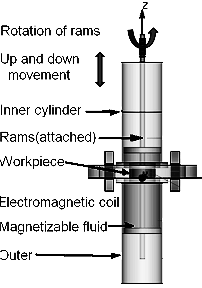 z
Rotation of rams
Up and down
movement
Inner cylinder
Rams(attached)
Workpiece
Electromagnetic coil
Magnetizable fluid
Outer